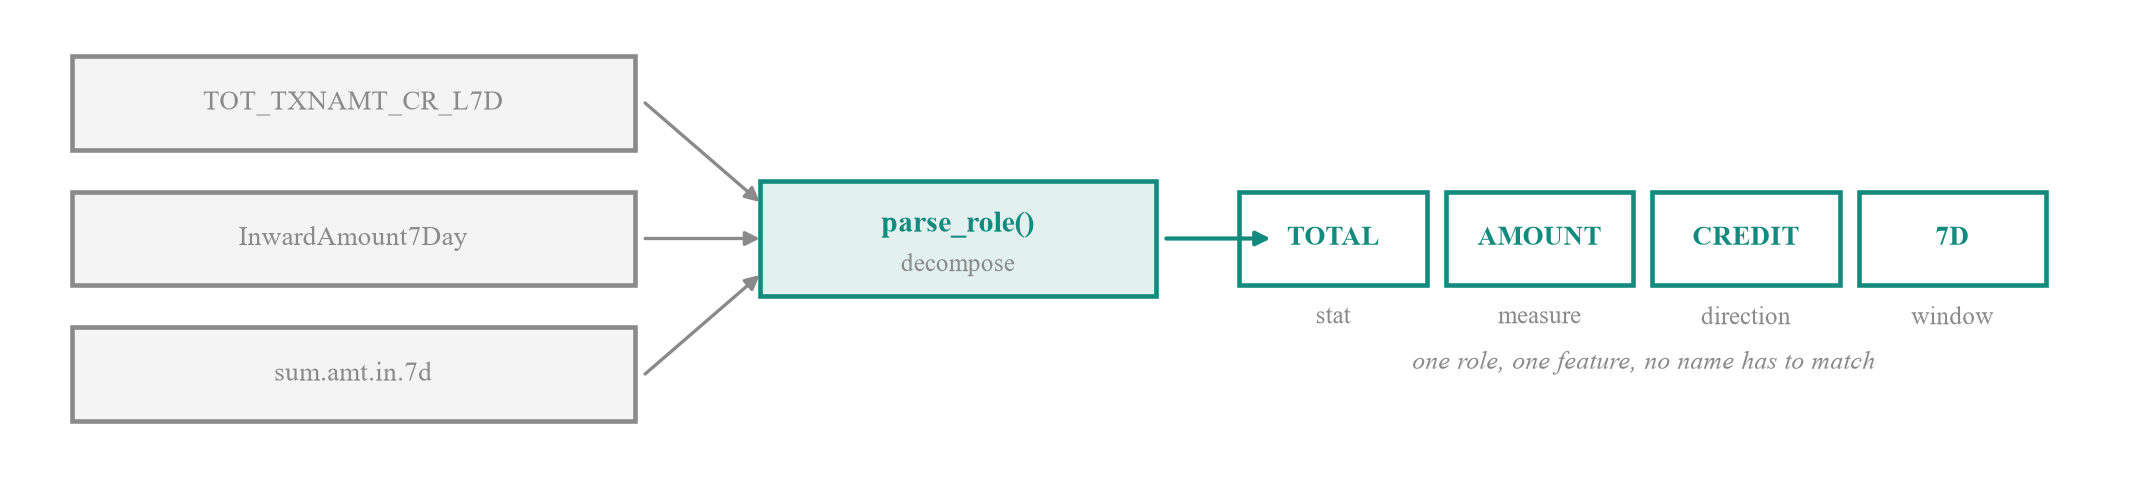 TOT_TXNAMT_CR_L7D
InwardAmount7Day
sum.amt.in.7d
parse_role()
decompose
TOTAL AMOUNT CREDIT 7D
stat measure direction window
one role, one feature, no name has to match